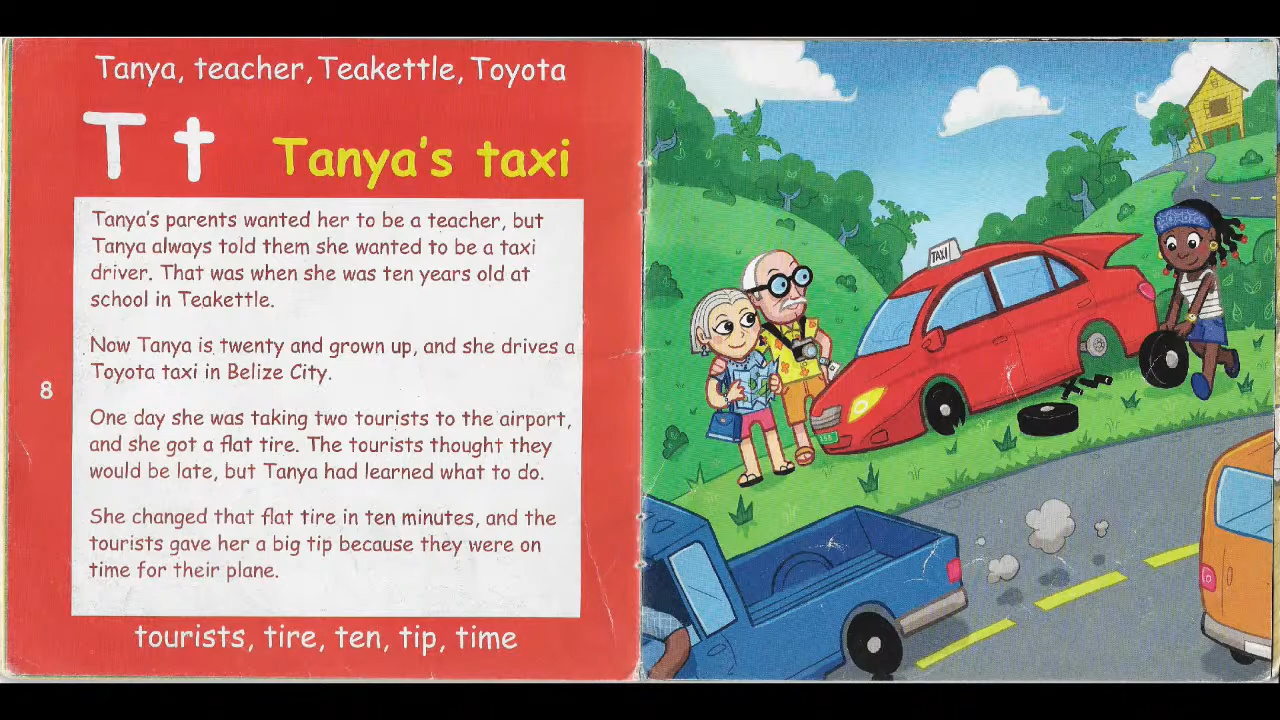 Tanya, teacher, Teakettle, Toyota
T t
Tanya's taxi
Tanya's parents wanted her to be a teacher, but
Tanya always told them she wanted to be a taxi
driver. That was when she was ten years old at
school in Teakettle.
Now Tanya is twenty and grown up, and she drives a
Toyota taxi in Belize City.
One day she was taking two tourists to the airport,
and she got a flat tire. The tourists thought they
would be late, but Tanya had learned what to do.
She changed that flat tire in ten minutes, and the
tourists gave her a big tip because they were on
time for their plane.
8
tourists, tire, ten, tip, time
TAXI